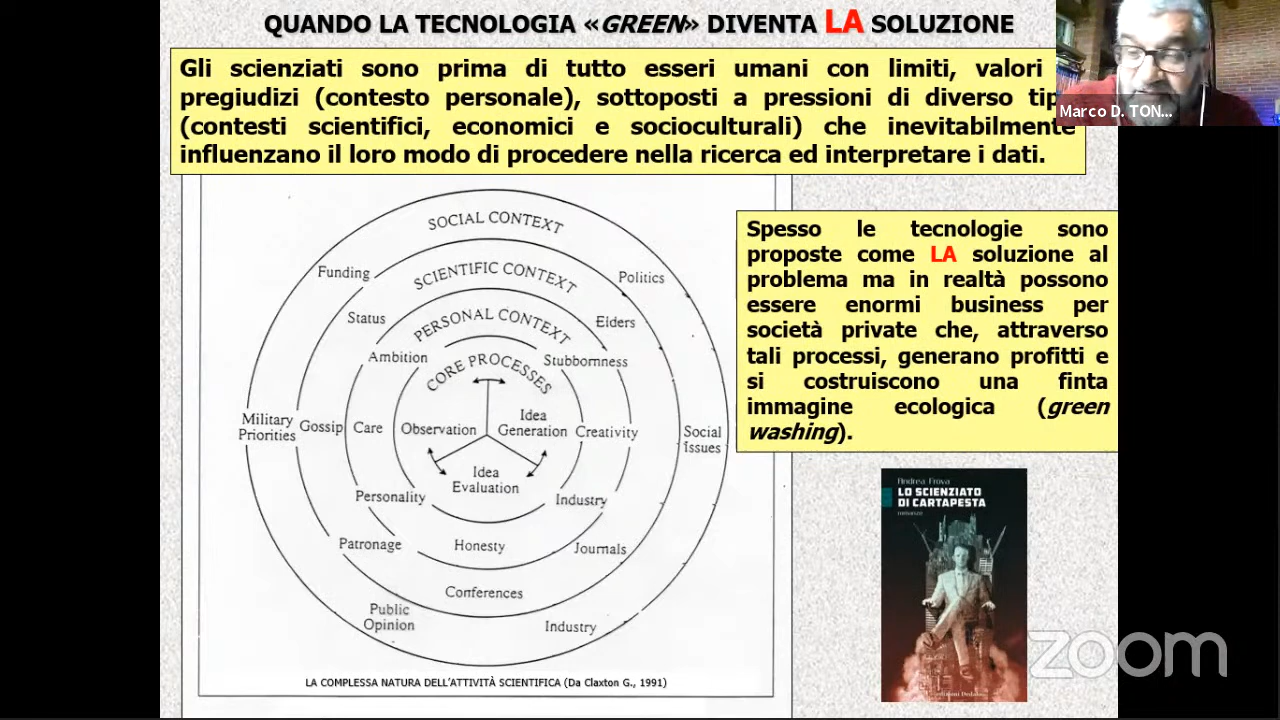 QUANDO LA TECNOLOGIA «GREEN» DIVENTA LA SOLUZIONE
Gli scienziati sono prima di tutto esseri umani con limiti, valori
pregiudizi (contesto personale), sottoposti a pressioni di diverso tip
(contesti scientifici, economici e socioculturali) che inevitabilmente
influenzano il loro modo di procedere nella ricerca ed interpretare i dati.
Marco D. TON...
SOCIAL CONTEXT
Funding
Politics
SCIENTIFIC CONTEXT
Status
Elders
PERSONAL CONTEXT
Ambition
Stubbornness
CORE PROCESSES
Military
Priorities
Gossip
Care
Observation
Idea
Generation
Creativity
Social
Issues
Idea
Evaluation
Personality
Industry
Patronage
Honesty
Journals
Conferences
Public
Opinion
Industry
LA COMPLESSA NATURA DELL'ATTIVITÀ SCIENTIFICA (Da Claxton G., 1991)
Spesso le tecnologie sono
proposte come LA soluzione al
problema ma in realtà possono
essere enormi business per
società private che, attraverso
tali processi, generano profitti e
si costruiscono una finta
immagine ecologica (green
washing).
Andrea Frova
LO SCIENZIATO
DI CARTAPESTA
romanzo
zoom